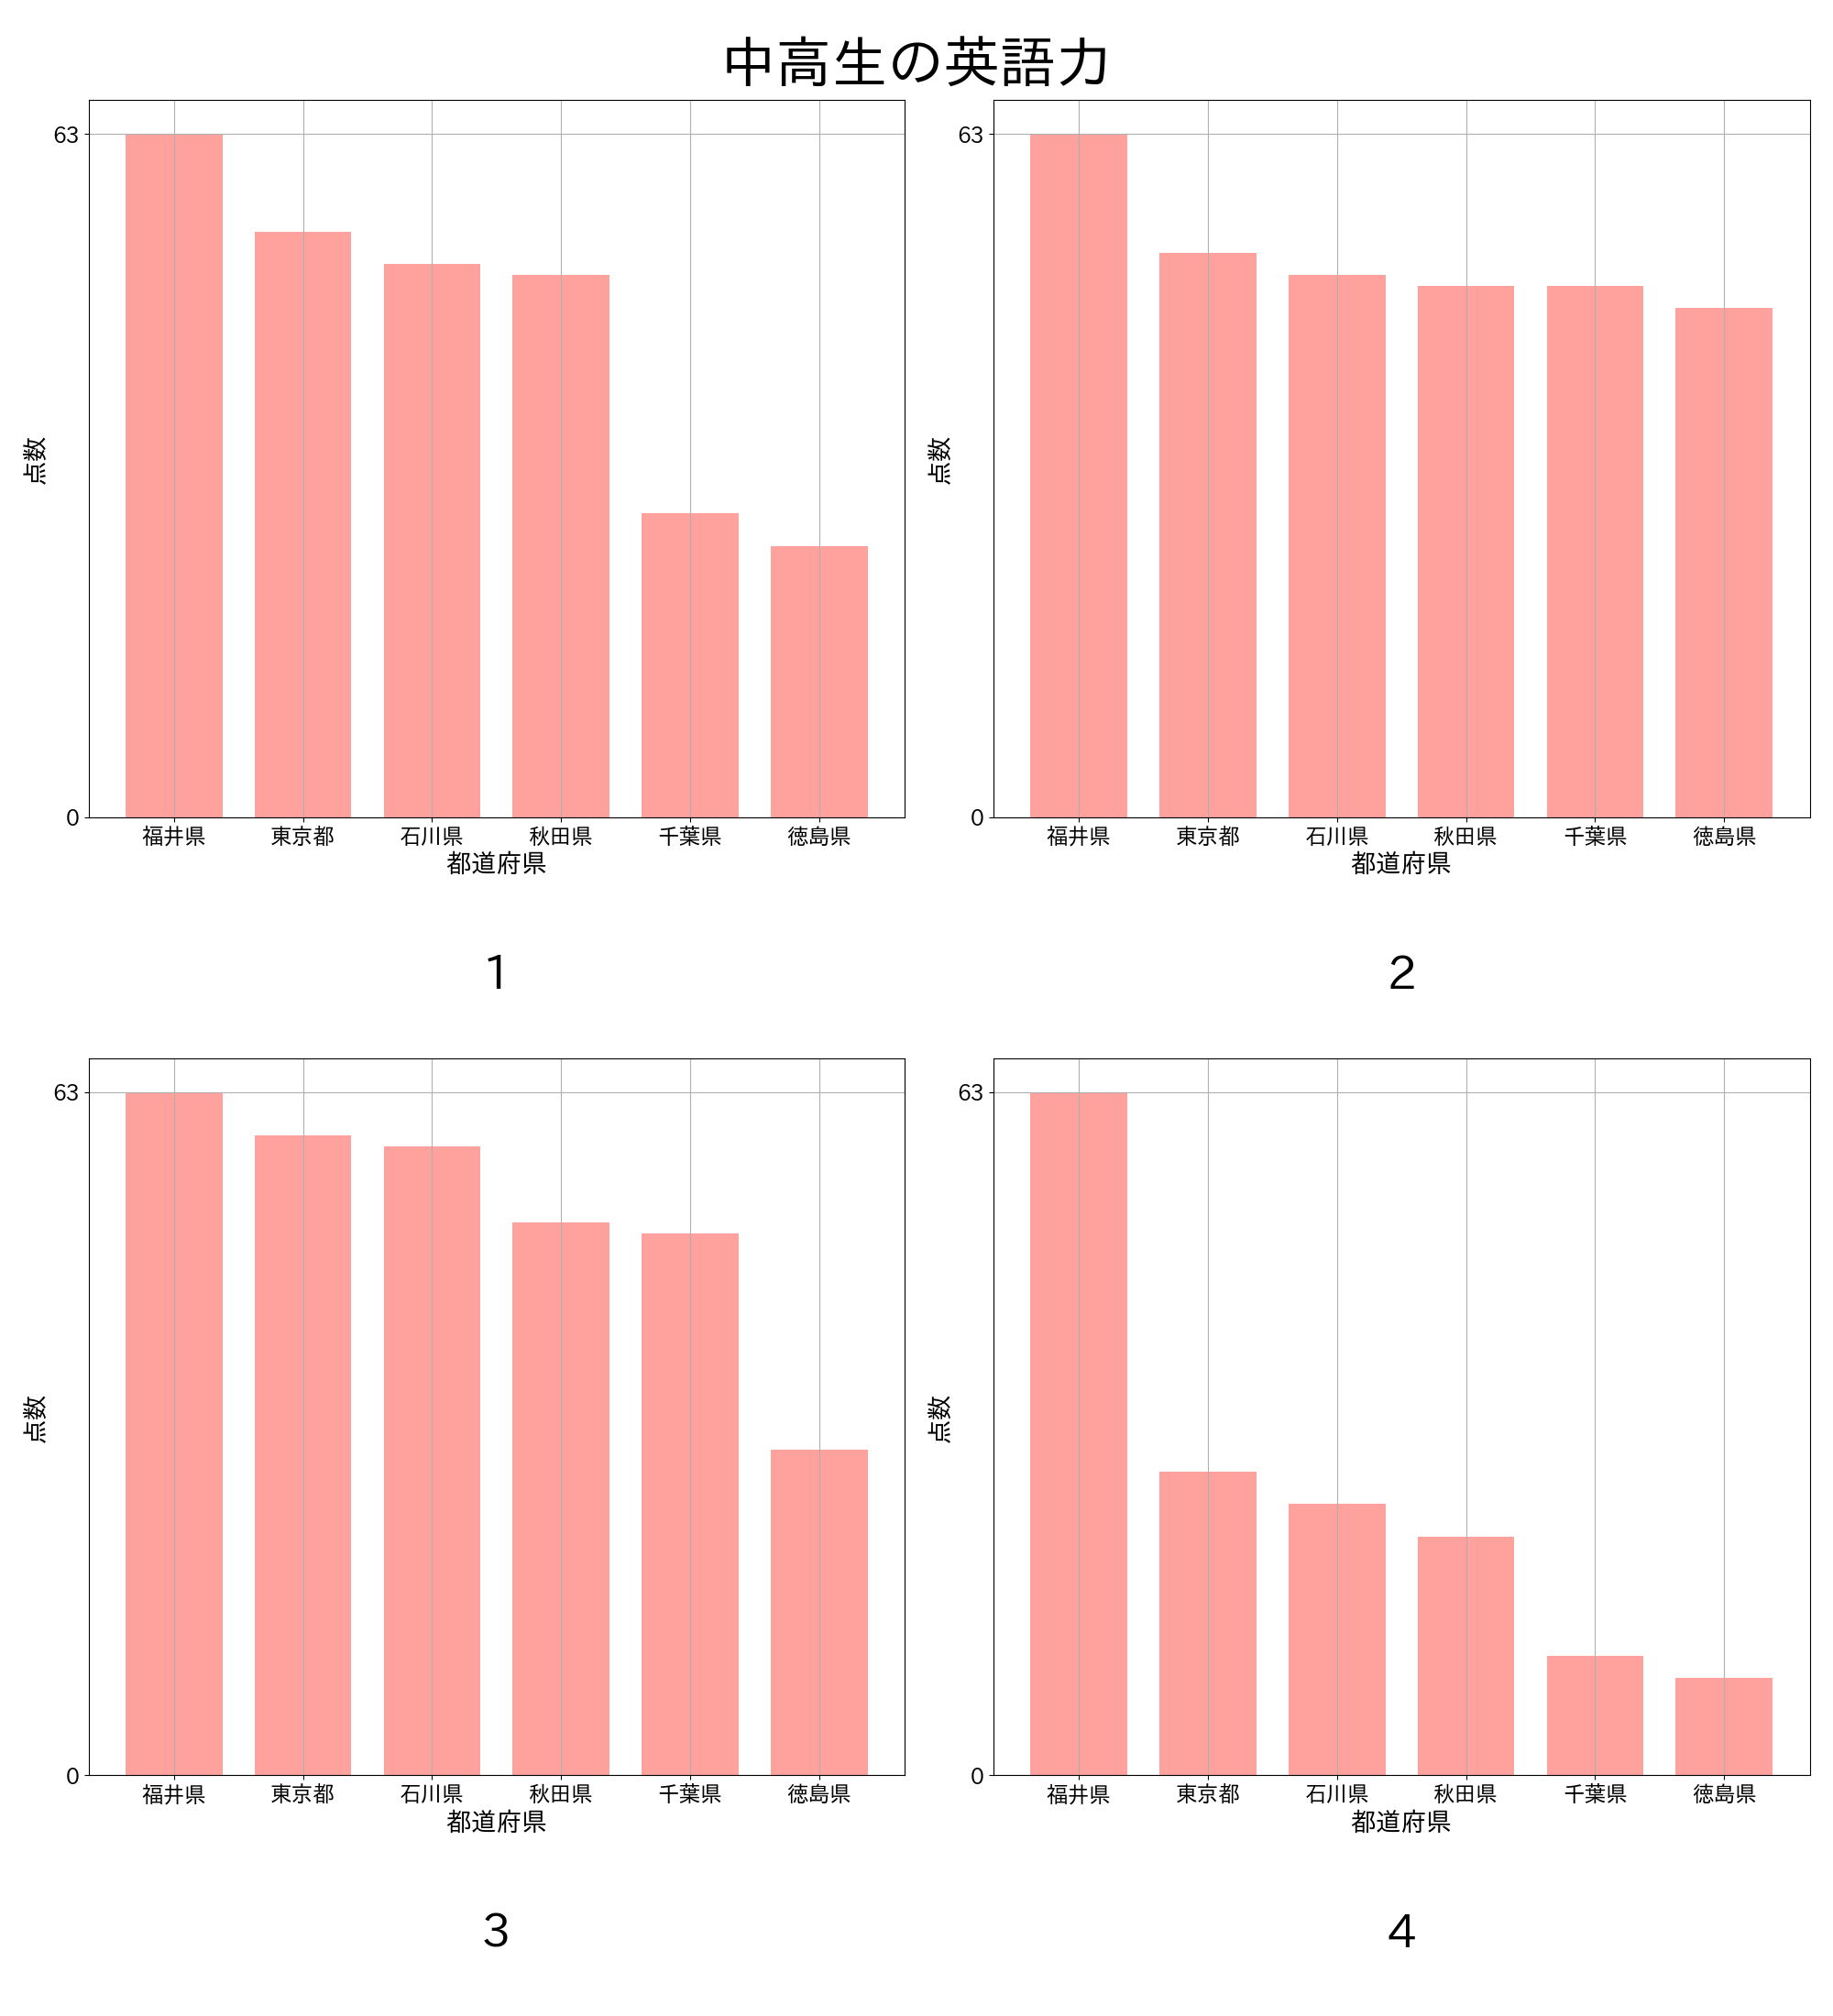 中高生の英語力
63
0
点数
福井県 東京都 石川県 秋田県 千葉県 徳島県
都道府県
1
63
0
点数
福井県 東京都 石川県 秋田県 千葉県 徳島県
都道府県
2
63
0
点数
福井県 東京都 石川県 秋田県 千葉県 徳島県
都道府県
3
63
0
点数
福井県 東京都 石川県 秋田県 千葉県 徳島県
都道府県
4